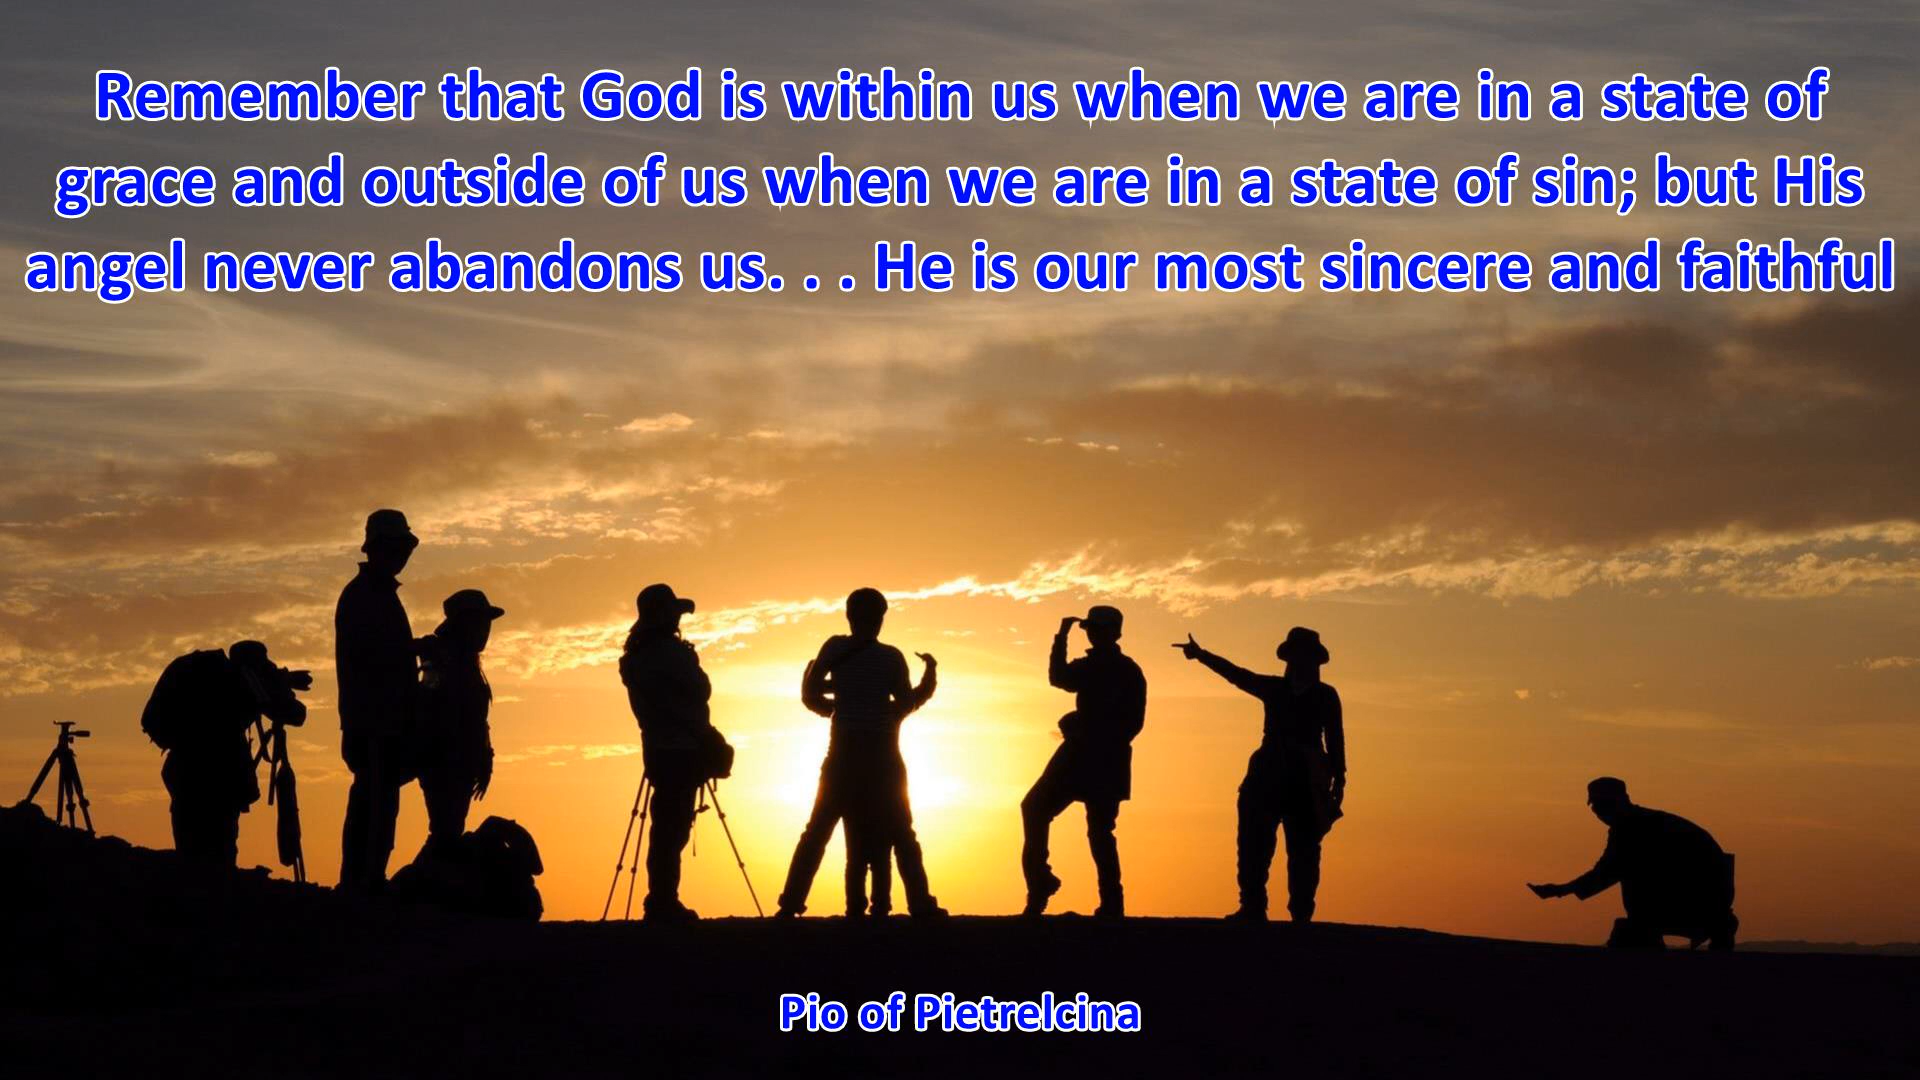 Remember that God is within us when we are in a state of
grace and outside of us when we are in a state of sin; but His
angel never abandons us. . . He is our most sincere and faithful
Pio of Pietrelcina